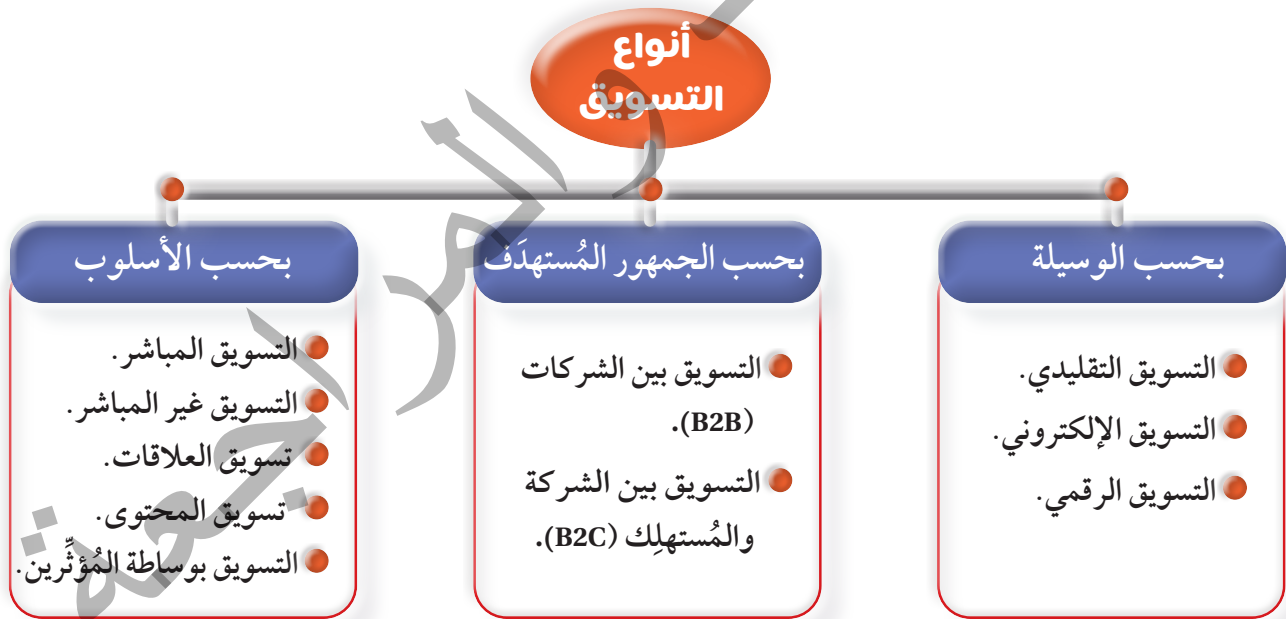 أنواع
التسويق
بحسب الوسيلة
التسويق التقليدي.
التسويق الإلكتروني.
التسويق الرقمي.
بحسب الجمهور المُستهدَف
التسويق بين الشركات
(B2B).
التسويق بين الشركة
والمُستهلِك (B2C).
بحسب الأسلوب
التسويق المباشر.
التسويق غير المباشر.
تسويق العلاقات.
تسويق المحتوى.
التسويق بوساطة المُؤثِّرين.
المراجعة